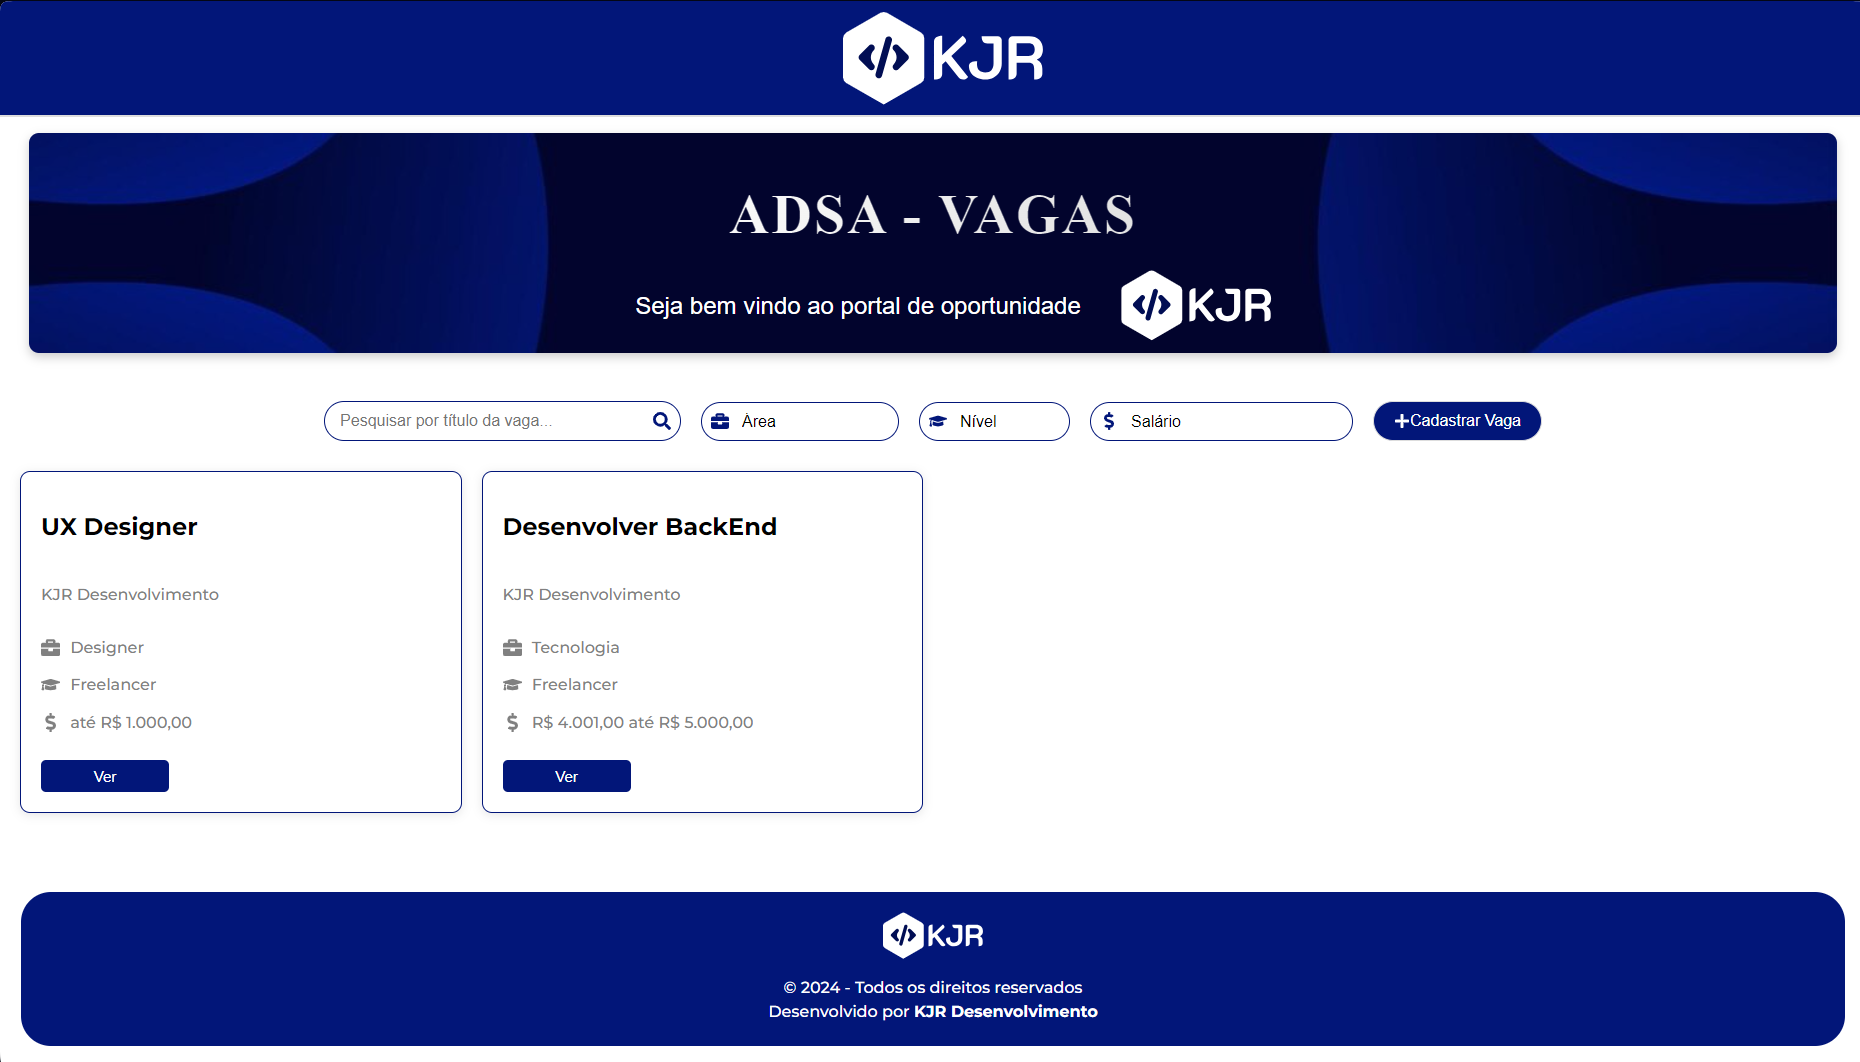 </> KJR
ADSA - VAGAS
Seja bem vindo ao portal de oportunidade </> KJR
Pesquisar por título da vaga... Área Nível $ Salário +Cadastrar Vaga
UX Designer
KJR Desenvolvimento
Designer
Freelancer
$ até R$ 1.000,00
Ver
Desenvolver BackEnd
KJR Desenvolvimento
Tecnologia
Freelancer
$ R$ 4.001,00 até R$ 5.000,00
Ver
</> KJR
© 2024 - Todos os direitos reservados
Desenvolvido por KJR Desenvolvimento